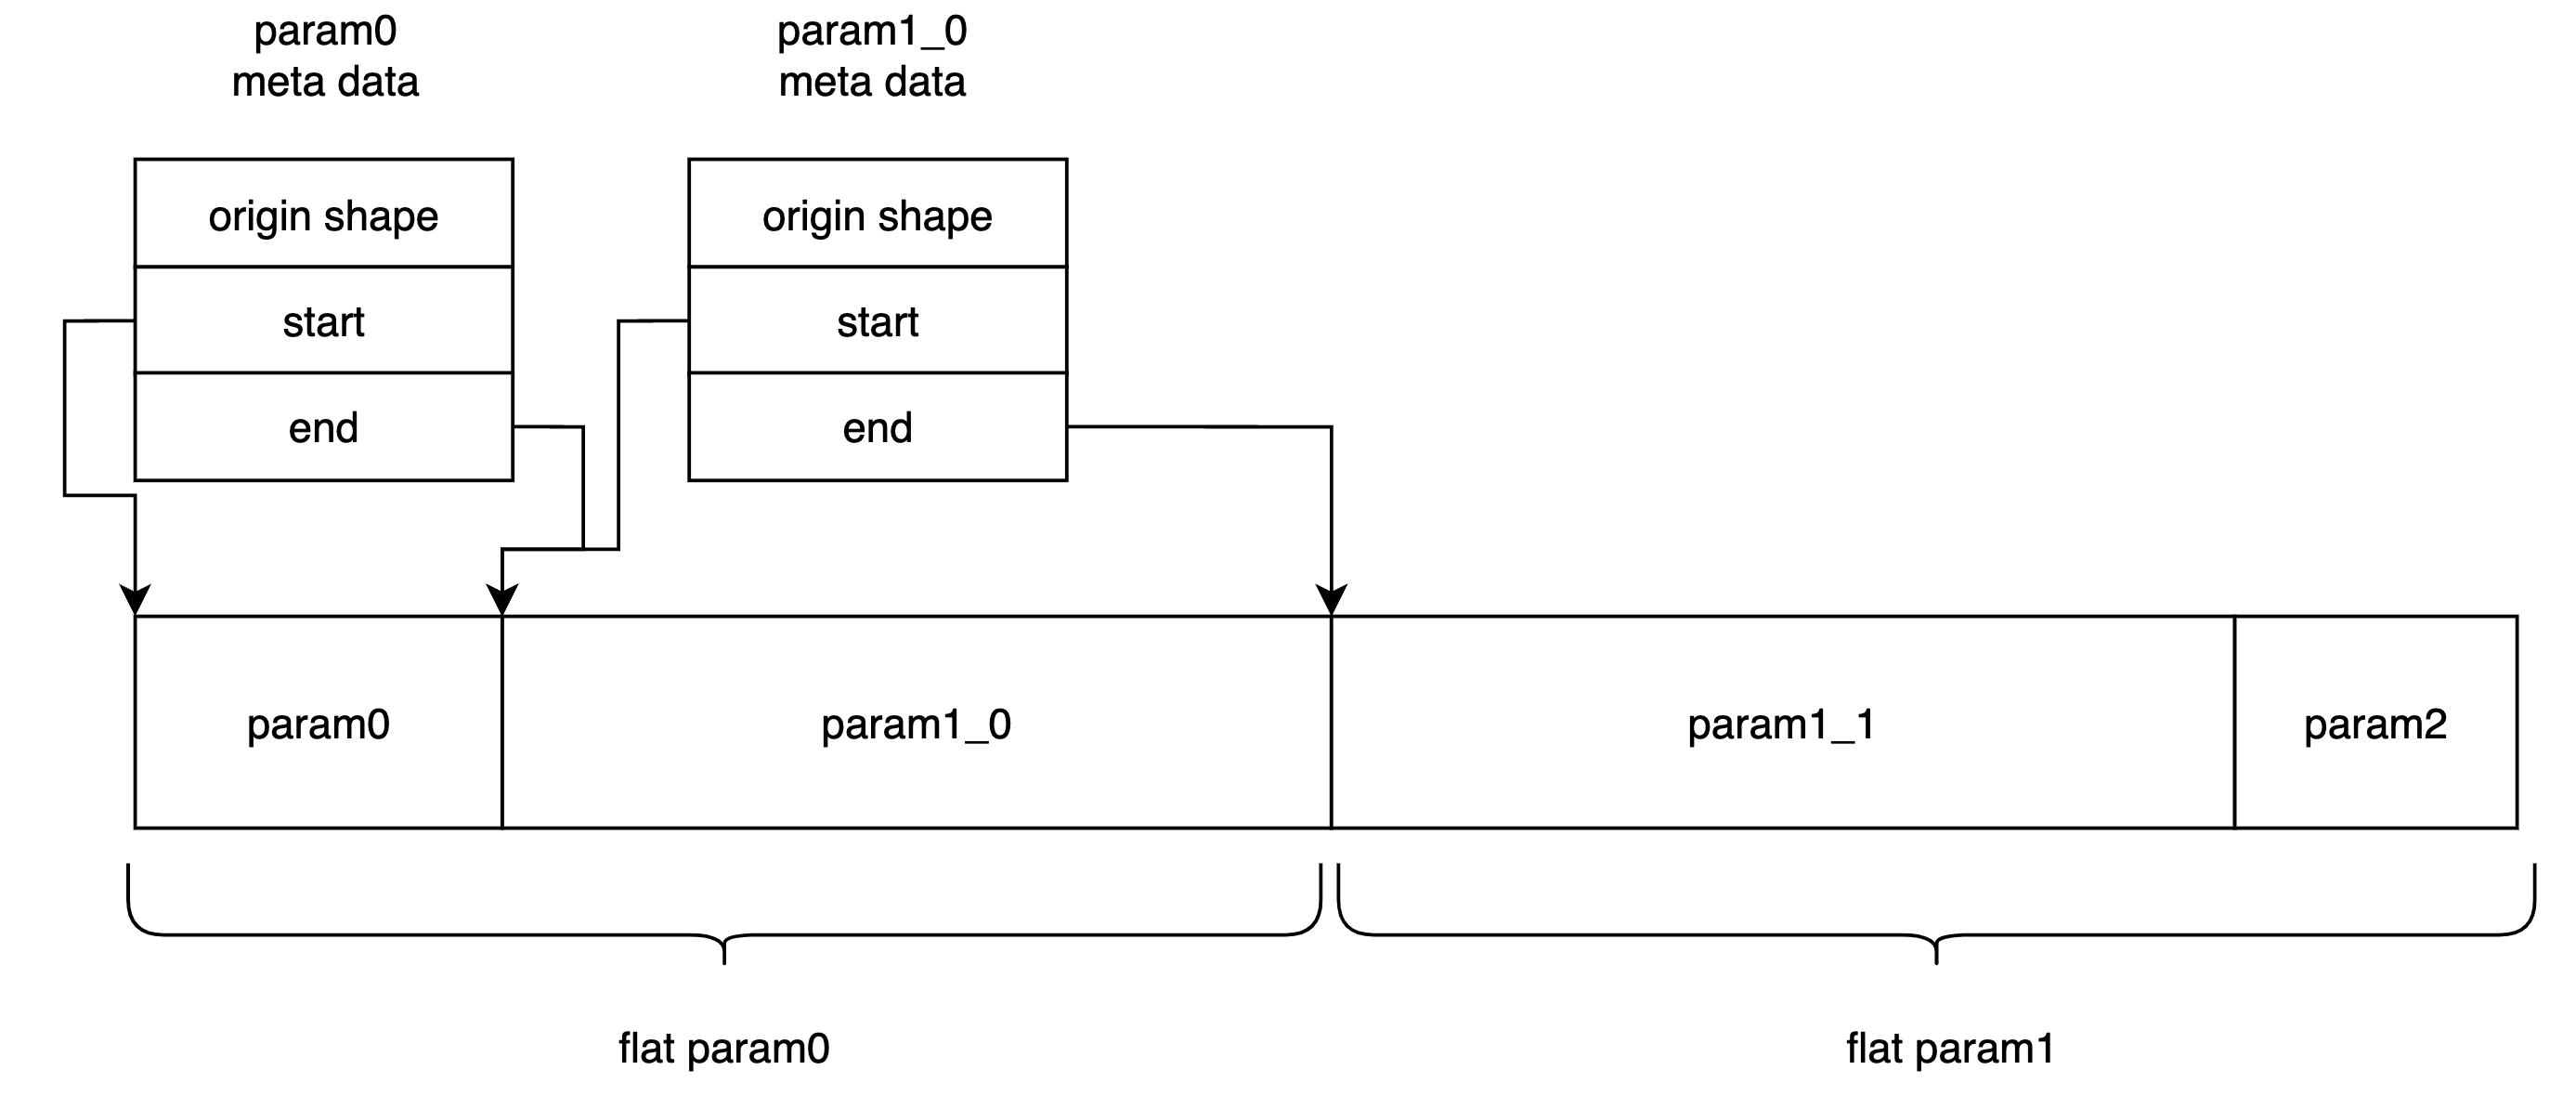 param0
meta data
param1_0
meta data
origin shape
start
end
origin shape
start
end
param0
param1_0
param1_1
param2
flat param0
flat param1